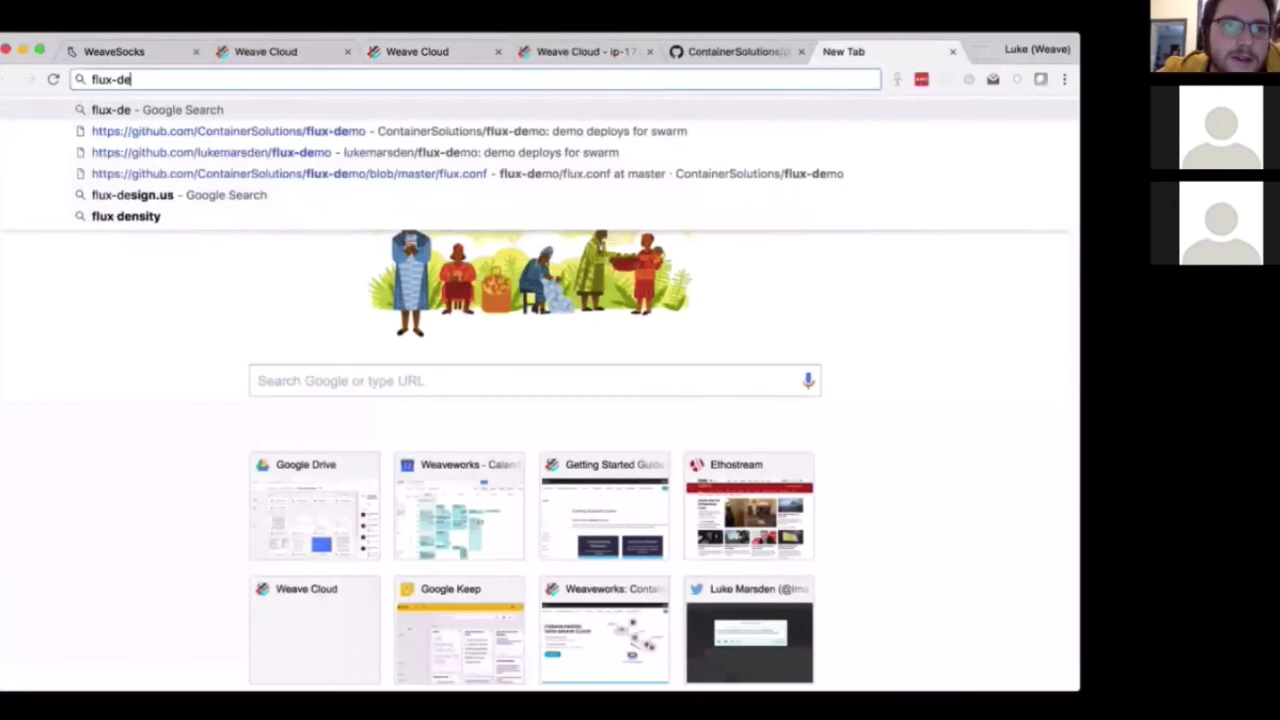 WeaveSocks
Weave Cloud
Weave Cloud
Weave Cloud - ip-17
ContainerSolutions/p
New Tab
Luke (Weave)
flux-de
flux-de - Google Search
https://github.com/ContainerSolutions/flux-demo - ContainerSolutions/flux-demo: demo deploys for swarm
https://github.com/lukemarsden/flux-demo - lukemarsden/flux-demo: demo deploys for swarm
https://github.com/ContainerSolutions/flux-demo/blob/master/flux.conf - flux-demo/flux.conf at master · ContainerSolutions/flux-demo
flux-design.us - Google Search
flux density
Search Google or type URL
Google Drive
Weaveworks - Calen
Getting Started Guide
Ethostream
Weave Cloud
Google Keep
Weaveworks: Contain
Luke Marsden (@lma